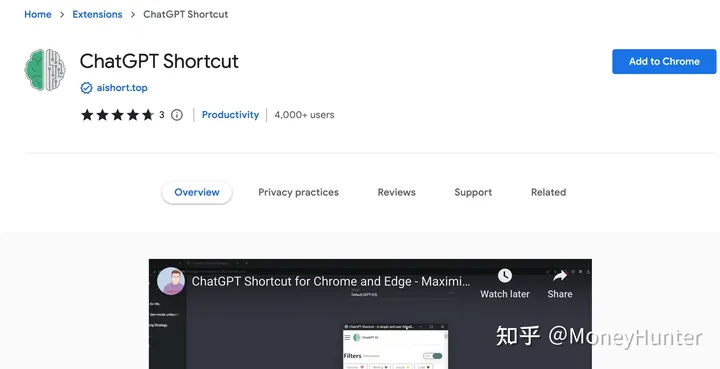 Home > Extensions > ChatGPT Shortcut
ChatGPT Shortcut
Add to Chrome
aishort.top
3 | Productivity | 4,000+ users
Overview Privacy practices Reviews Support Related
ChatGPT Shortcut for Chrome and Edge - Maximi...
Watch later Share
Default (GPT-3.5)
ChatGPT Shortcut - A simple and
Filters
知乎 @MoneyHunter